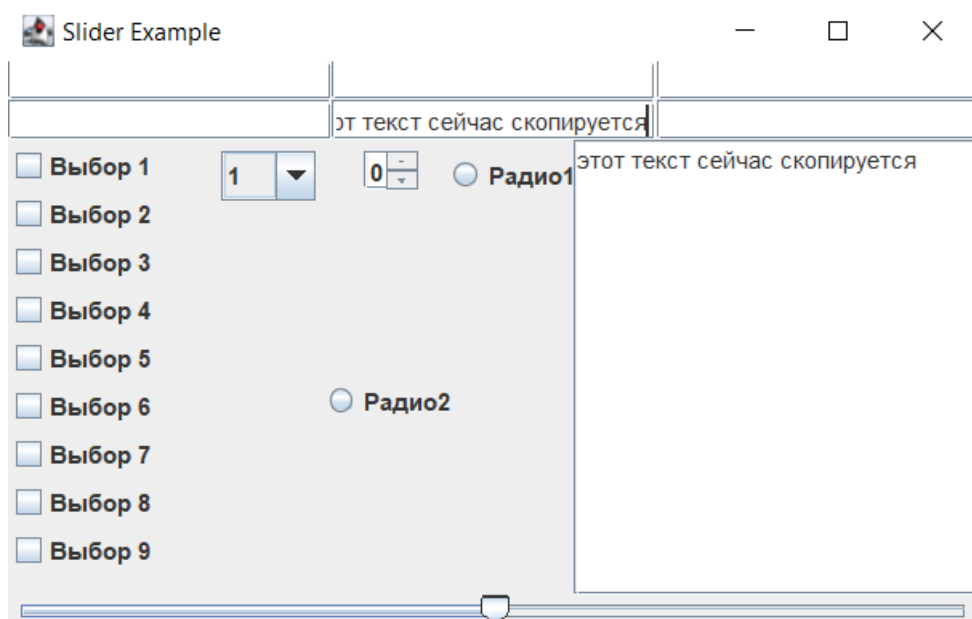 Slider Example
от текст сейчас скопируется
Выбор 1
1
0
Радио1
этот текст сейчас скопируется
Выбор 2
Выбор 3
Выбор 4
Выбор 5
Выбор 6
Радио2
Выбор 7
Выбор 8
Выбор 9